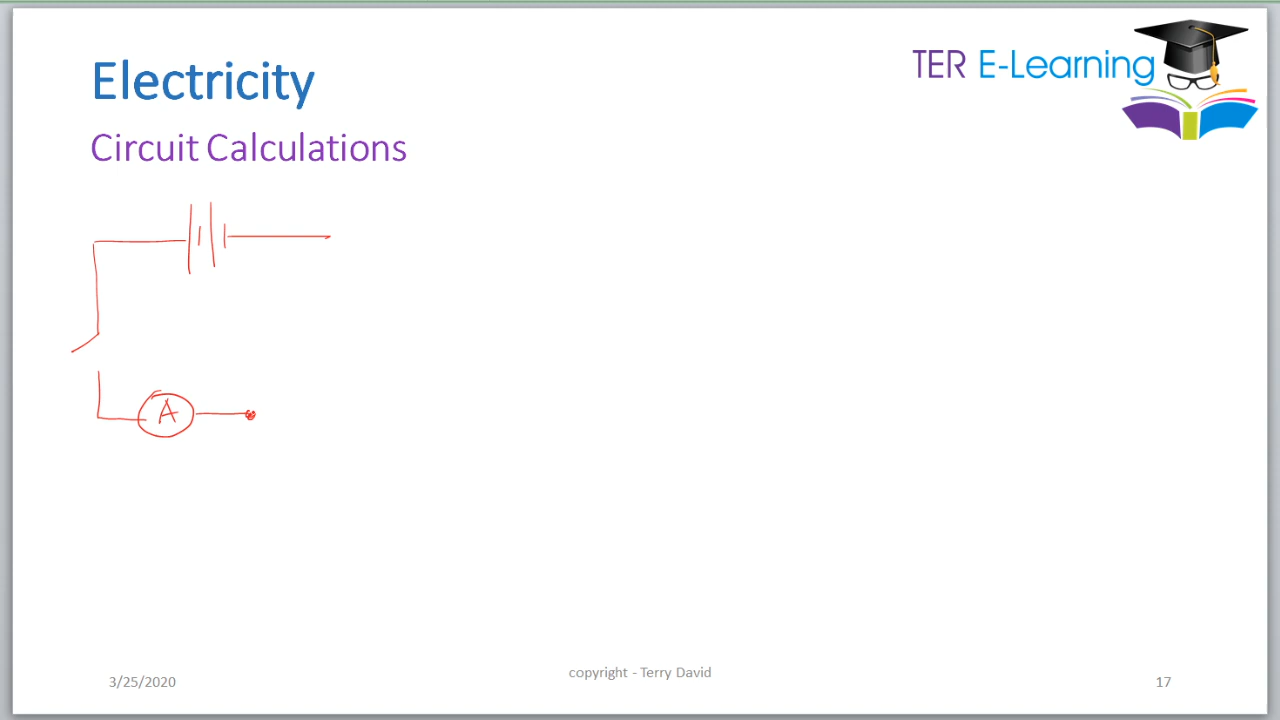 TER E-Learning
Electricity
Circuit Calculations
A
copyright - Terry David
3/25/2020
17